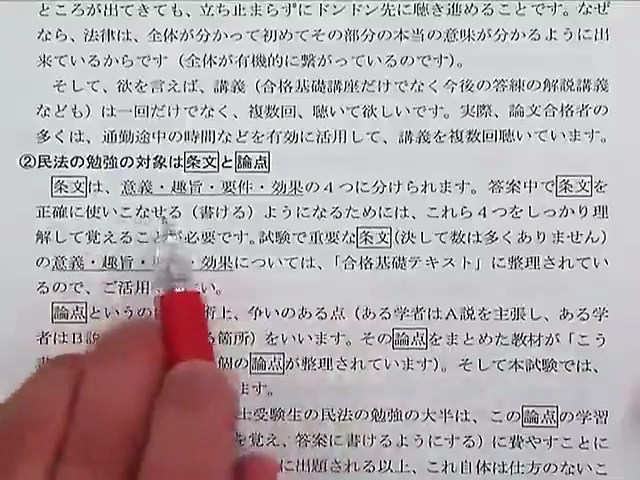 ところが出てきても、立ち止まらずにドンドン先に聴き進めることです。なぜ
なら、法律は、全体が分かって初めてその部分の本当の意味が分かるように出
来ているからです（全体が有機的に繋がっているのです）。
そして、欲を言えば、講義（合格基礎講座だけでなく今後の答練の解説講義
なども）は一回だけでなく、複数回、聴いて欲しいです。実際、論文合格者の
多くは、通勤途中の時間などを有効に活用して、講義を複数回聴いています。
②民法の勉強の対象は条文と論点
条文は、意義・趣旨・要件・効果の４つに分けられます。答案中で条文を
正確に使いこなせる（書ける）ようになるためには、これら４つをしっかり理
解して覚えることが必要です。試験で重要な条文（決して数は多くありません）
の意義・趣旨・ 効果については、「合格基礎テキスト」に整理されてい
るので、ご活用 い。
論点というの 上、争いのある点（ある学者はＡ説を主張し、ある学
者はＢ説 る箇所）をいいます。その論点をまとめた教材が「こう
個の論点が整理されています）。そして本試験では、
ます。
士受験生の民法の勉強の大半は、この論点の学習
を覚え、答案に書けるようにする）に費やすことに
に出題される以上、これ自体は仕方のないこ